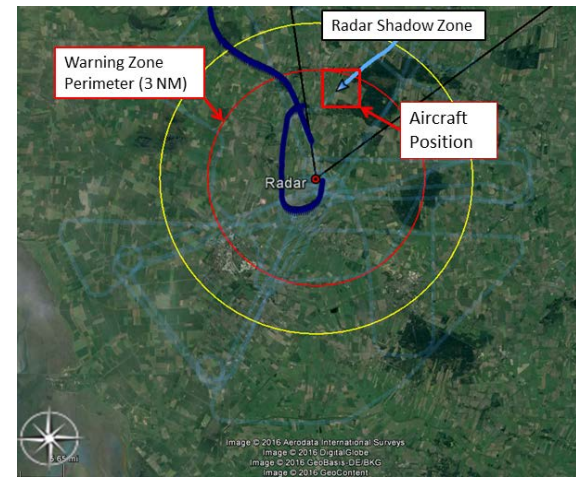 Radar Shadow Zone
Warning Zone
Perimeter (3 NM)
Aircraft
Position
Radar
Image © 2016 Aerodata International Surveys
Image © 2016 DigitalGlobe
Image © 2016 GeoBasis-DE/BKG
Image © 2016 GeoContent